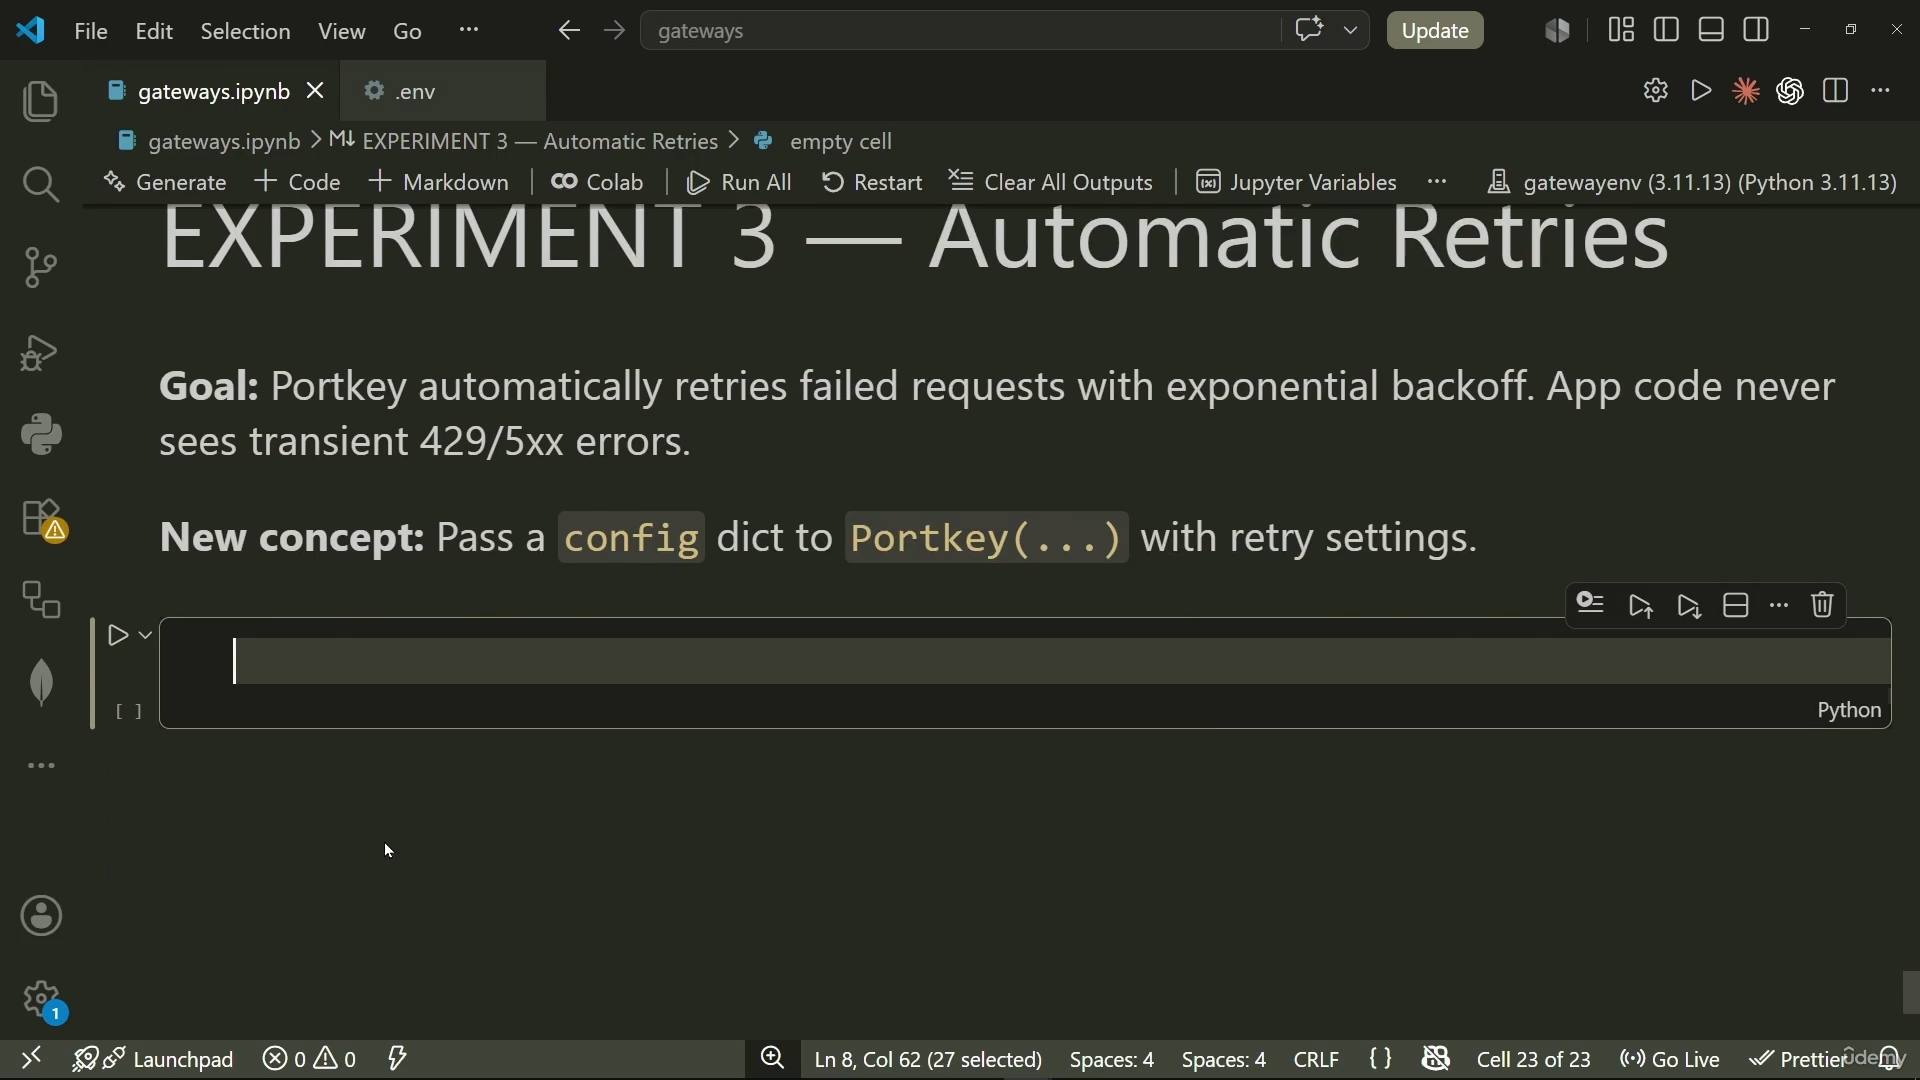 File Edit Selection View Go ··· gateways Update
gateways.ipynb .env
gateways.ipynb > M↓ EXPERIMENT 3 — Automatic Retries > empty cell
Generate + Code + Markdown Colab Run All Restart Clear All Outputs Jupyter Variables ··· gatewayenv (3.11.13) (Python 3.11.13)
EXPERIMENT 3 — Automatic Retries
Goal: Portkey automatically retries failed requests with exponential backoff. App code never
sees transient 429/5xx errors.
New concept: Pass a config dict to Portkey(...) with retry settings.
[ ]
Python
1
Launchpad 0 0 Ln 8, Col 62 (27 selected) Spaces: 4 Spaces: 4 CRLF { } Cell 23 of 23 Go Live Prettier
ûdemy